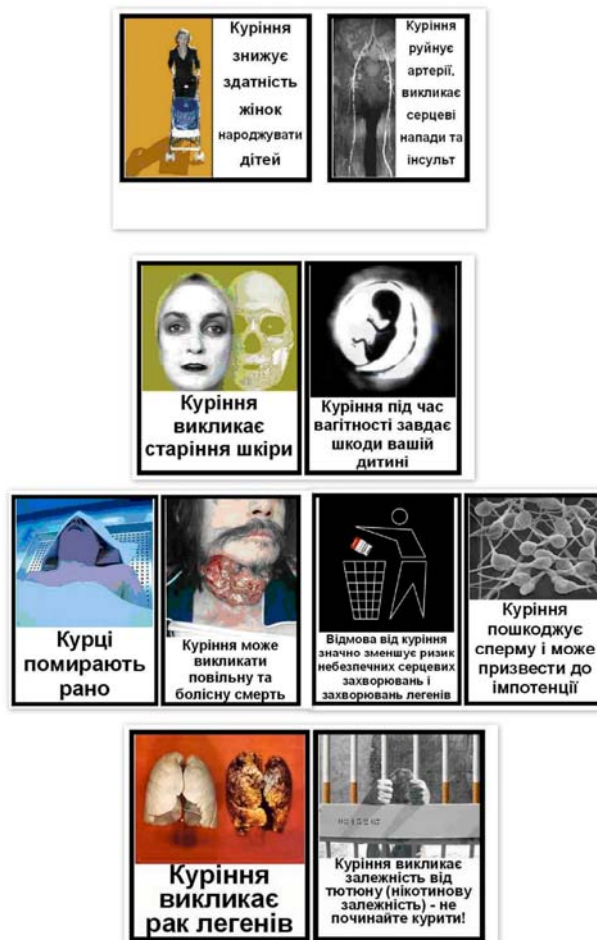 Куріння
знижує
здатність
жінок
народжувати
дітей
Куріння
руйнує
артерії,
викликає
серцеві
напади та
інсульт
Куріння
викликає
старіння шкіри
Куріння під час
вагітності завдає
шкоди вашій
дитині
Курці
помирають
рано
Куріння може
викликати
повільну та
болісну смерть
Відмова від куріння
значно зменшує ризик
небезпечних серцевих
захворювань і
захворювань легенів
Куріння
пошкоджує
сперму і може
призвести до
імпотенції
Куріння
викликає
рак легенів
Куріння викликає
залежність від
тютюну (нікотинову
залежність) - не
починайте курити!